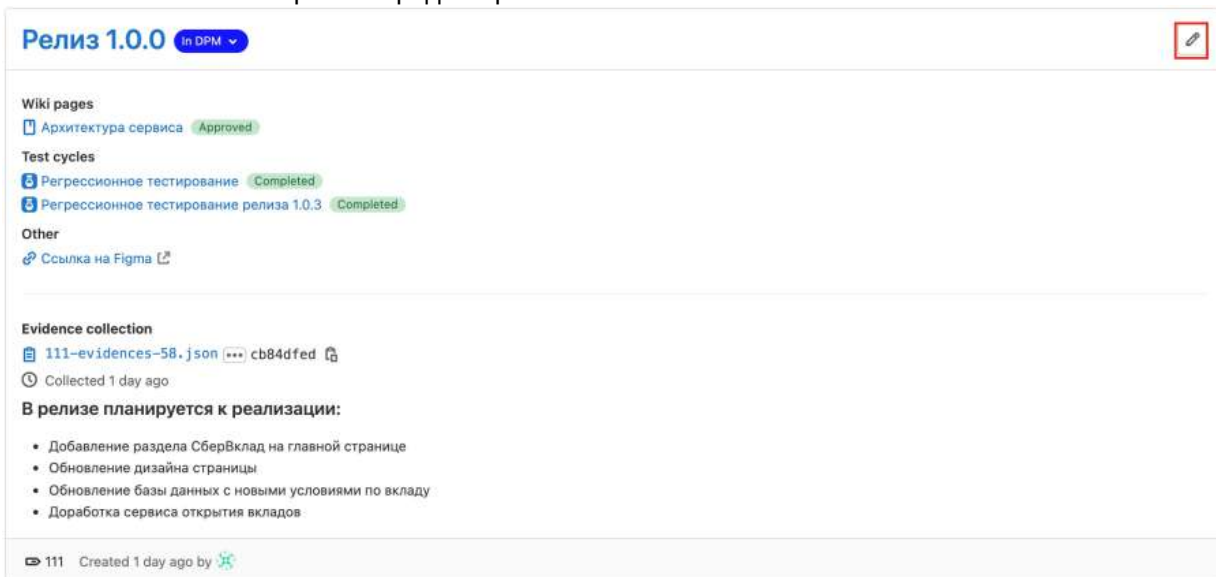 Релиз 1.0.0 In DPM
Wiki pages
Архитектура сервиса Approved
Test cycles
Регрессионное тестирование Completed
Регрессионное тестирование релиза 1.0.3 Completed
Other
Ссылка на Figma
Evidence collection
111-evidences-58.json cb84dfed
Collected 1 day ago
В релизе планируется к реализации:
• Добавление раздела СберВклад на главной странице
• Обновление дизайна страницы
• Обновление базы данных с новыми условиями по вкладу
• Доработка сервиса открытия вкладов
111 Created 1 day ago by